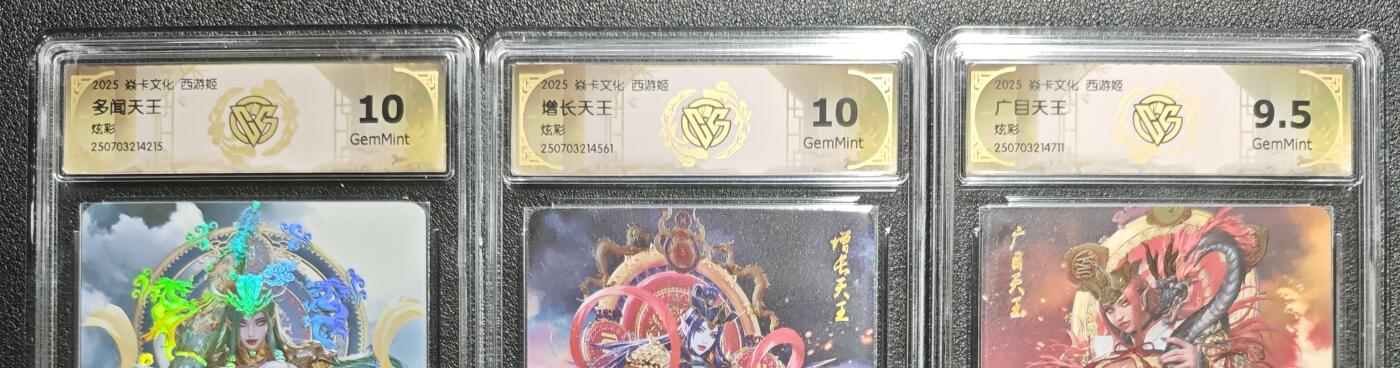 2025 焱卡文化 西游姬
多闻天王
炫彩
250703214215
10
GemMint
2025 焱卡文化 西游姬
增长天王
炫彩
250703214561
10
GemMint
2025 焱卡文化 西游姬
广目天王
炫彩
250703214711
9.5
GemMint
增长天王
广目天王